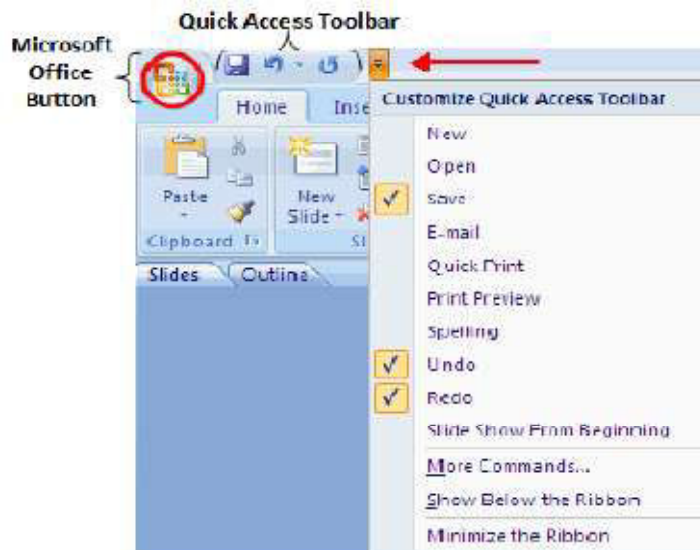 Quick Access Toolbar
Microsoft
Office
Button
Home
Inse
Customize Quick Access Toolbar
New
Open
Save
E-mail
Quick Print
Print Preview
Spelling
Undo
Redo
Slide Show From Beginning
More Commands...
Show Below the Ribbon
Minimize the Ribbon
Paste
New
Slide
Clipboard
Sl
Slides
Outline